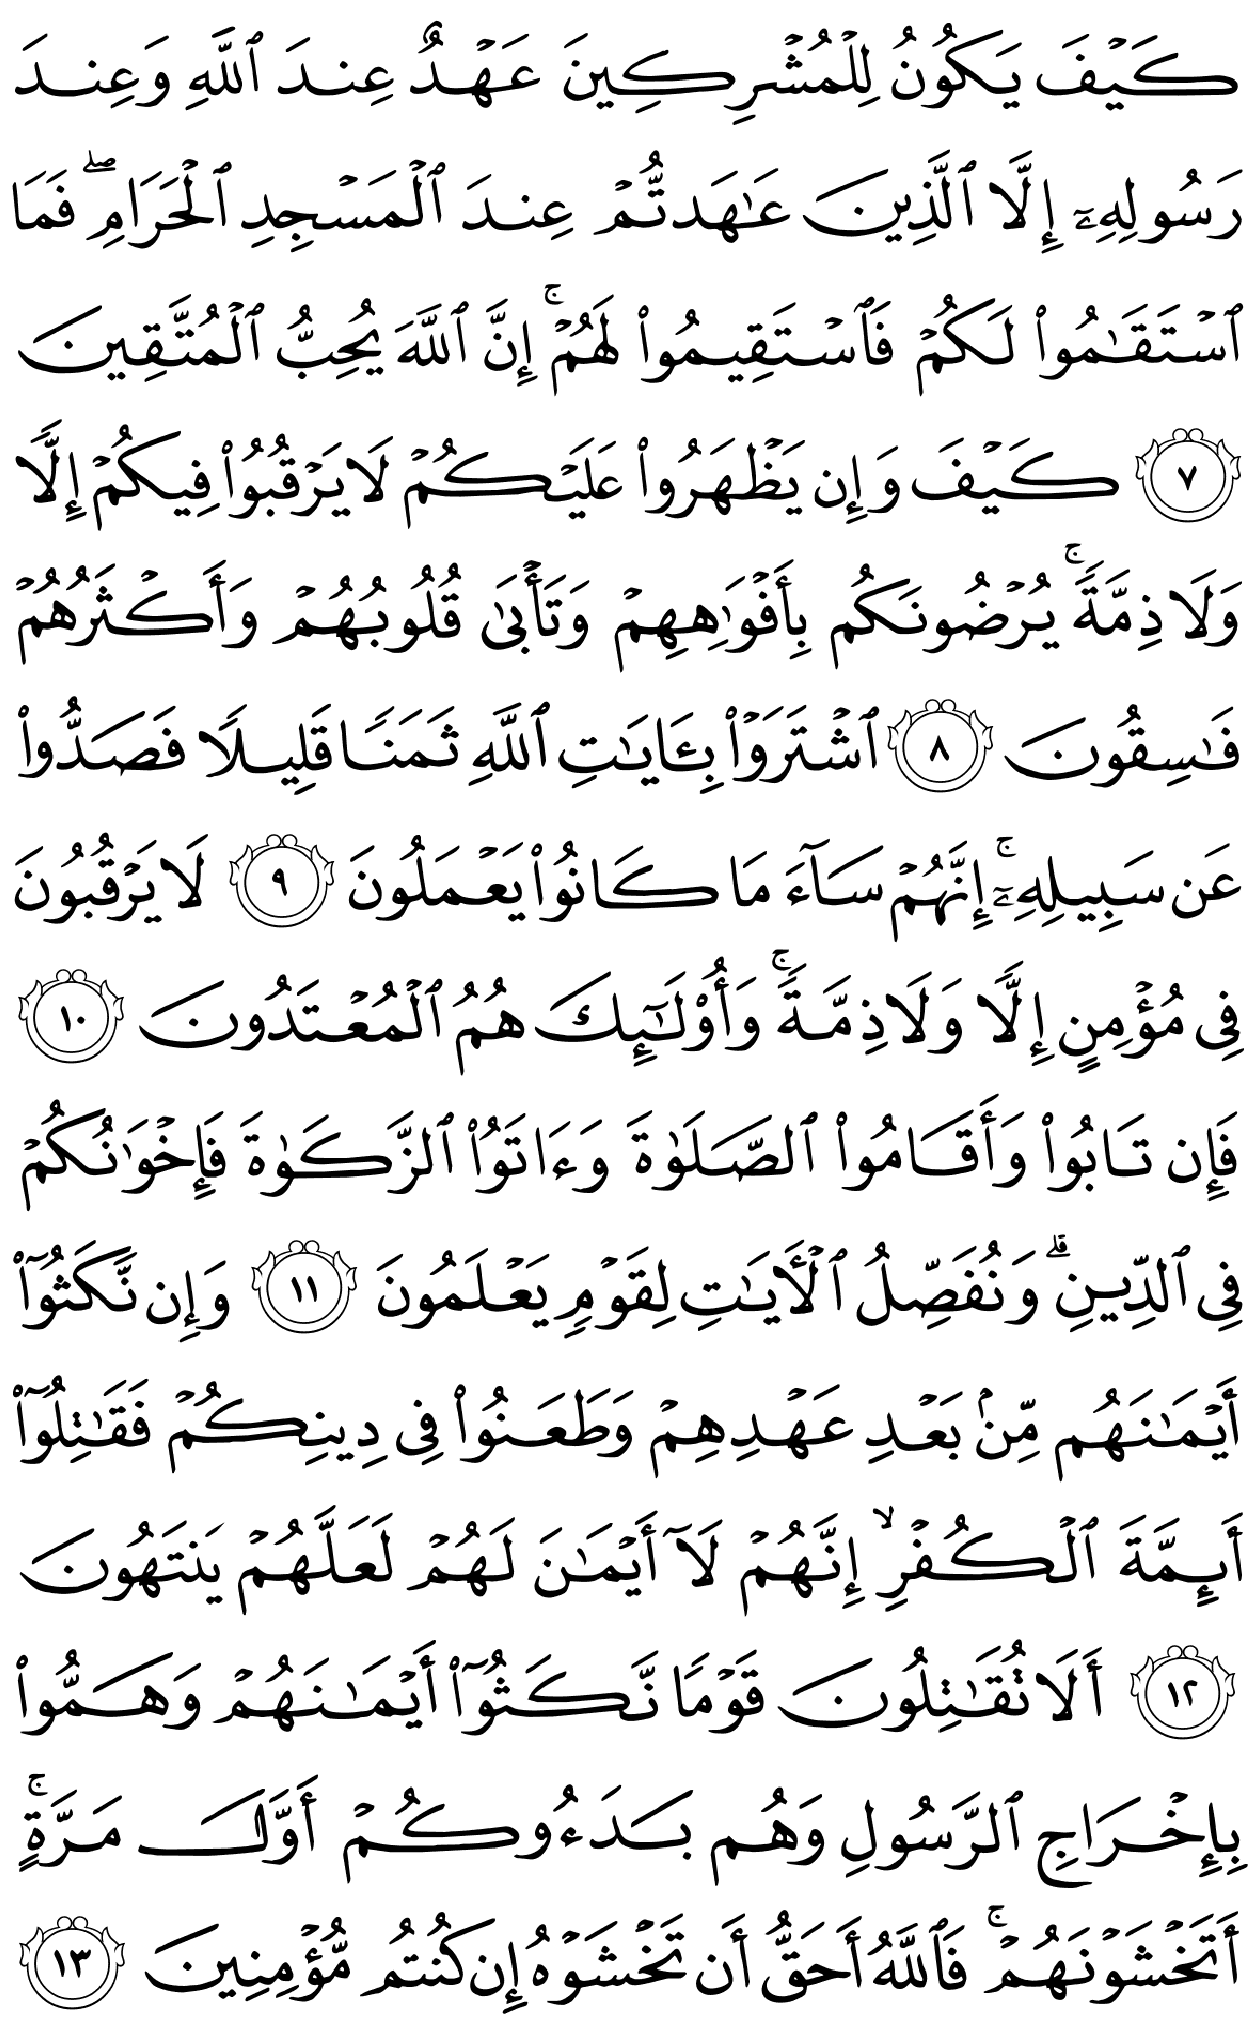 كَيْفَ يَكُونُ لِلْمُشْرِكِينَ عَهْدٌ عِندَ ٱللَّهِ وَعِندَ
رَسُولِهِۦٓ إِلَّا ٱلَّذِينَ عَٰهَدتُّمْ عِندَ ٱلْمَسْجِدِ ٱلْحَرَامِۖ فَمَا
ٱسْتَقَٰمُوا۟ لَكُمْ فَٱسْتَقِيمُوا۟ لَهُمْۚ إِنَّ ٱللَّهَ يُحِبُّ ٱلْمُتَّقِينَ
٧ كَيْفَ وَإِن يَظْهَرُوا۟ عَلَيْكُمْ لَا يَرْقُبُوا۟ فِيكُمْ إِلًّا
وَلَا ذِمَّةًۚ يُرْضُونَكُم بِأَفْوَٰهِهِمْ وَتَأْبَىٰ قُلُوبُهُمْ وَأَكْثَرُهُمْ
فَٰسِقُونَ ٨ ٱشْتَرَوْا۟ بِـَٔايَٰتِ ٱللَّهِ ثَمَنًا قَلِيلًا فَصَدُّوا۟
عَن سَبِيلِهِۦٓۚ إِنَّهُمْ سَآءَ مَا كَانُوا۟ يَعْمَلُونَ ٩ لَا يَرْقُبُونَ
فِى مُؤْمِنٍ إِلًّا وَلَا ذِمَّةًۚ وَأُو۟لَٰٓئِكَ هُمُ ٱلْمُعْتَدُونَ ١٠
فَإِن تَابُوا۟ وَأَقَامُوا۟ ٱلصَّلَوٰةَ وَءَاتَوُا۟ ٱلزَّكَوٰةَ فَإِخْوَٰنُكُمْ
فِى ٱلدِّينِۗ وَنُفَصِّلُ ٱلْـَٔايَٰتِ لِقَوْمٍ يَعْلَمُونَ ١١ وَإِن نَّكَثُوٓا۟
أَيْمَٰنَهُم مِّنۢ بَعْدِ عَهْدِهِمْ وَطَعَنُوا۟ فِى دِينِكُمْ فَقَٰتِلُوٓا۟
أَئِمَّةَ ٱلْكُفْرِۙ إِنَّهُمْ لَآ أَيْمَٰنَ لَهُمْ لَعَلَّهُمْ يَنتَهُونَ
١٢ أَلَا تُقَٰتِلُونَ قَوْمًا نَّكَثُوٓا۟ أَيْمَٰنَهُمْ وَهَمُّوا۟
بِإِخْرَاجِ ٱلرَّسُولِ وَهُم بَدَءُوكُمْ أَوَّلَ مَرَّةٍۚ
أَتَخْشَوْنَهُمْۚ فَٱللَّهُ أَحَقُّ أَن تَخْشَوْهُ إِن كُنتُم مُّؤْمِنِينَ ١٣